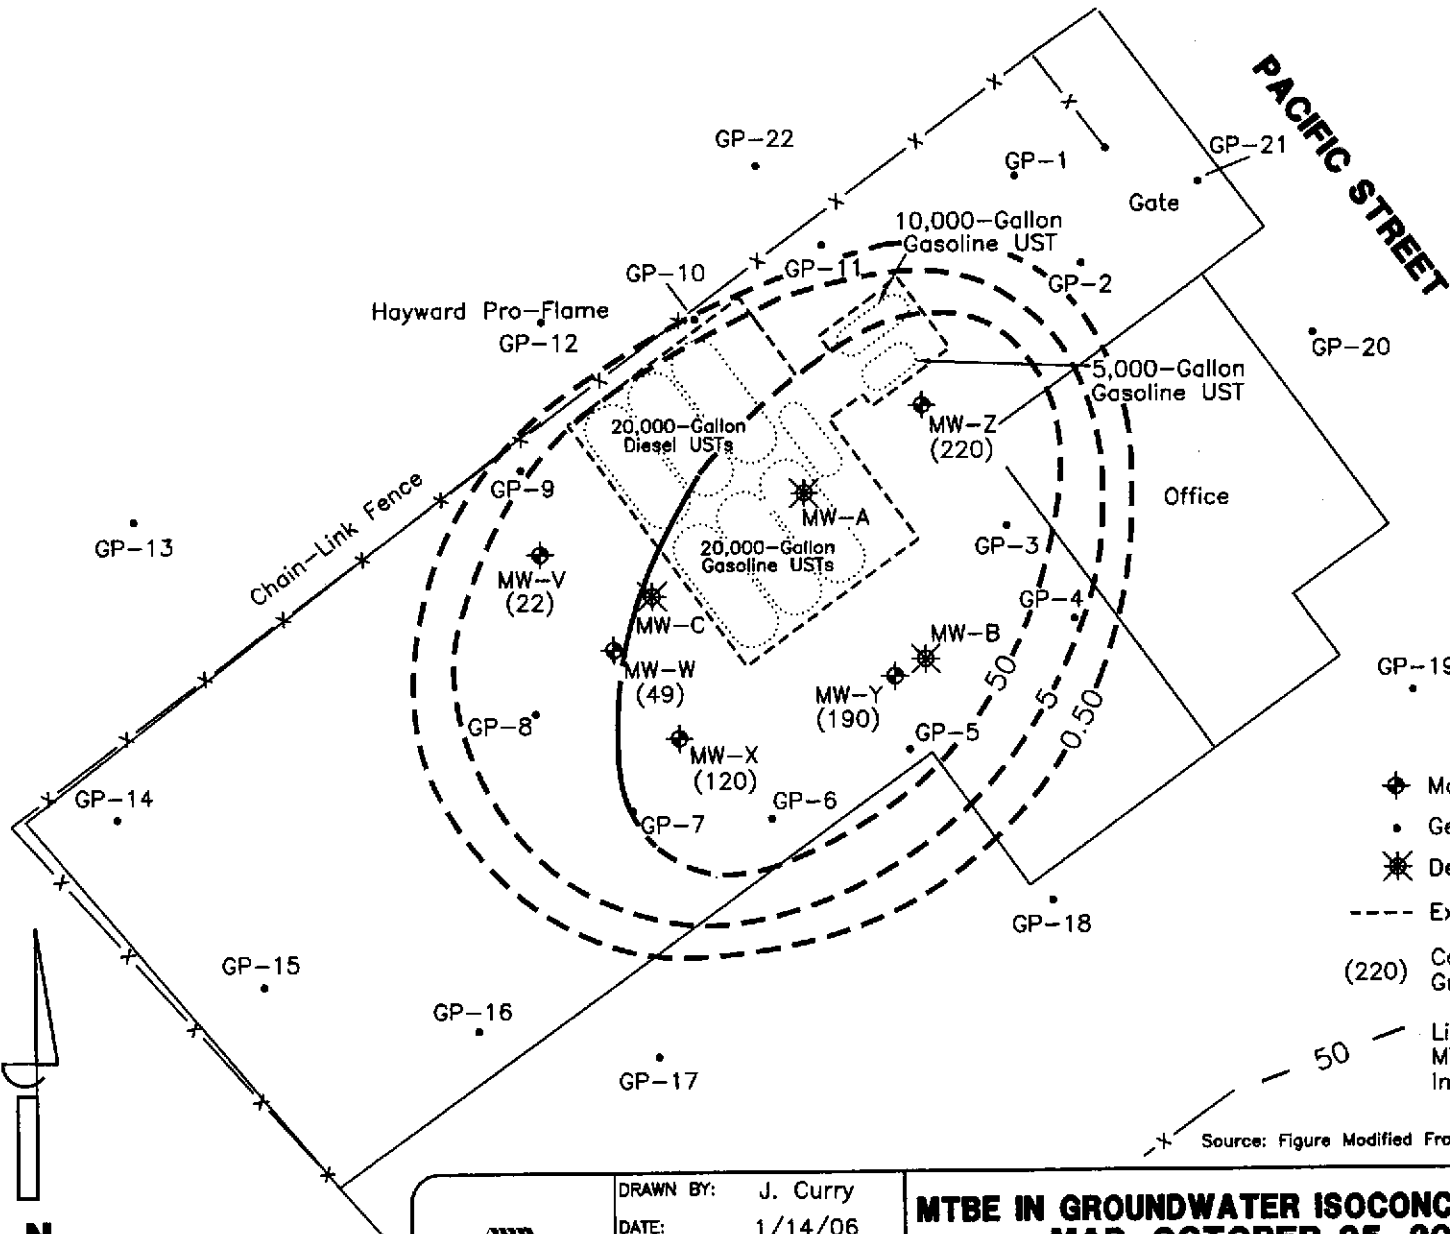 PACIFIC STREET
GP-22
GP-1
GP-21
Gate
10,000-Gallon
Gasoline UST
GP-11
GP-2
GP-10
Hayward Pro-Flame
GP-12
GP-20
5,000-Gallon
Gasoline UST
20,000-Gallon
Diesel USTs
MW-Z
(220)
GP-9
Office
Chain-Link Fence
MW-A
GP-13
GP-3
20,000-Gallon
Gasoline USTs
MW-V
(22)
GP-4
MW-C
MW-B
MW-W
(49)
GP-19
50
5
0.50
MW-Y
(190)
GP-8
GP-5
MW-X
(120)
GP-14
GP-6
GP-7
GP-18
(220)
GP-15
GP-16
50
GP-17
Source: Figure Modified
N
DRAWN BY: J. Curry
DATE: 1/14/06
MTBE IN GROUNDWATER